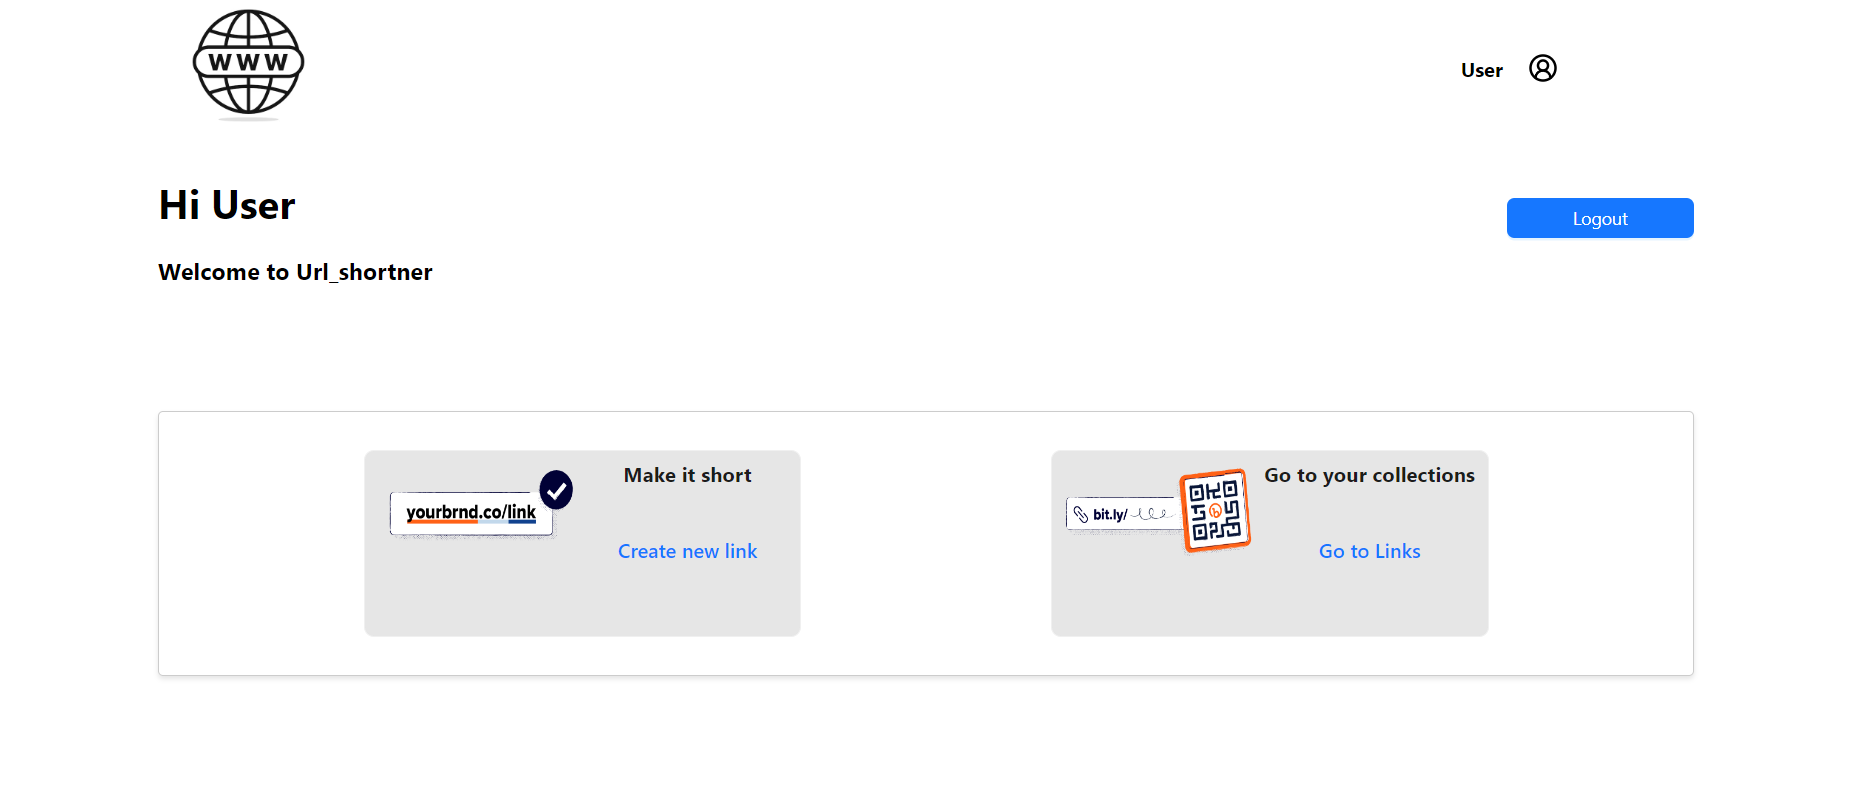 WWW
User
Hi User
Logout
Welcome to Url_shortner
Make it short
yourbrnd.co/link
Create new link
Go to your collections
bit.ly/
Go to Links